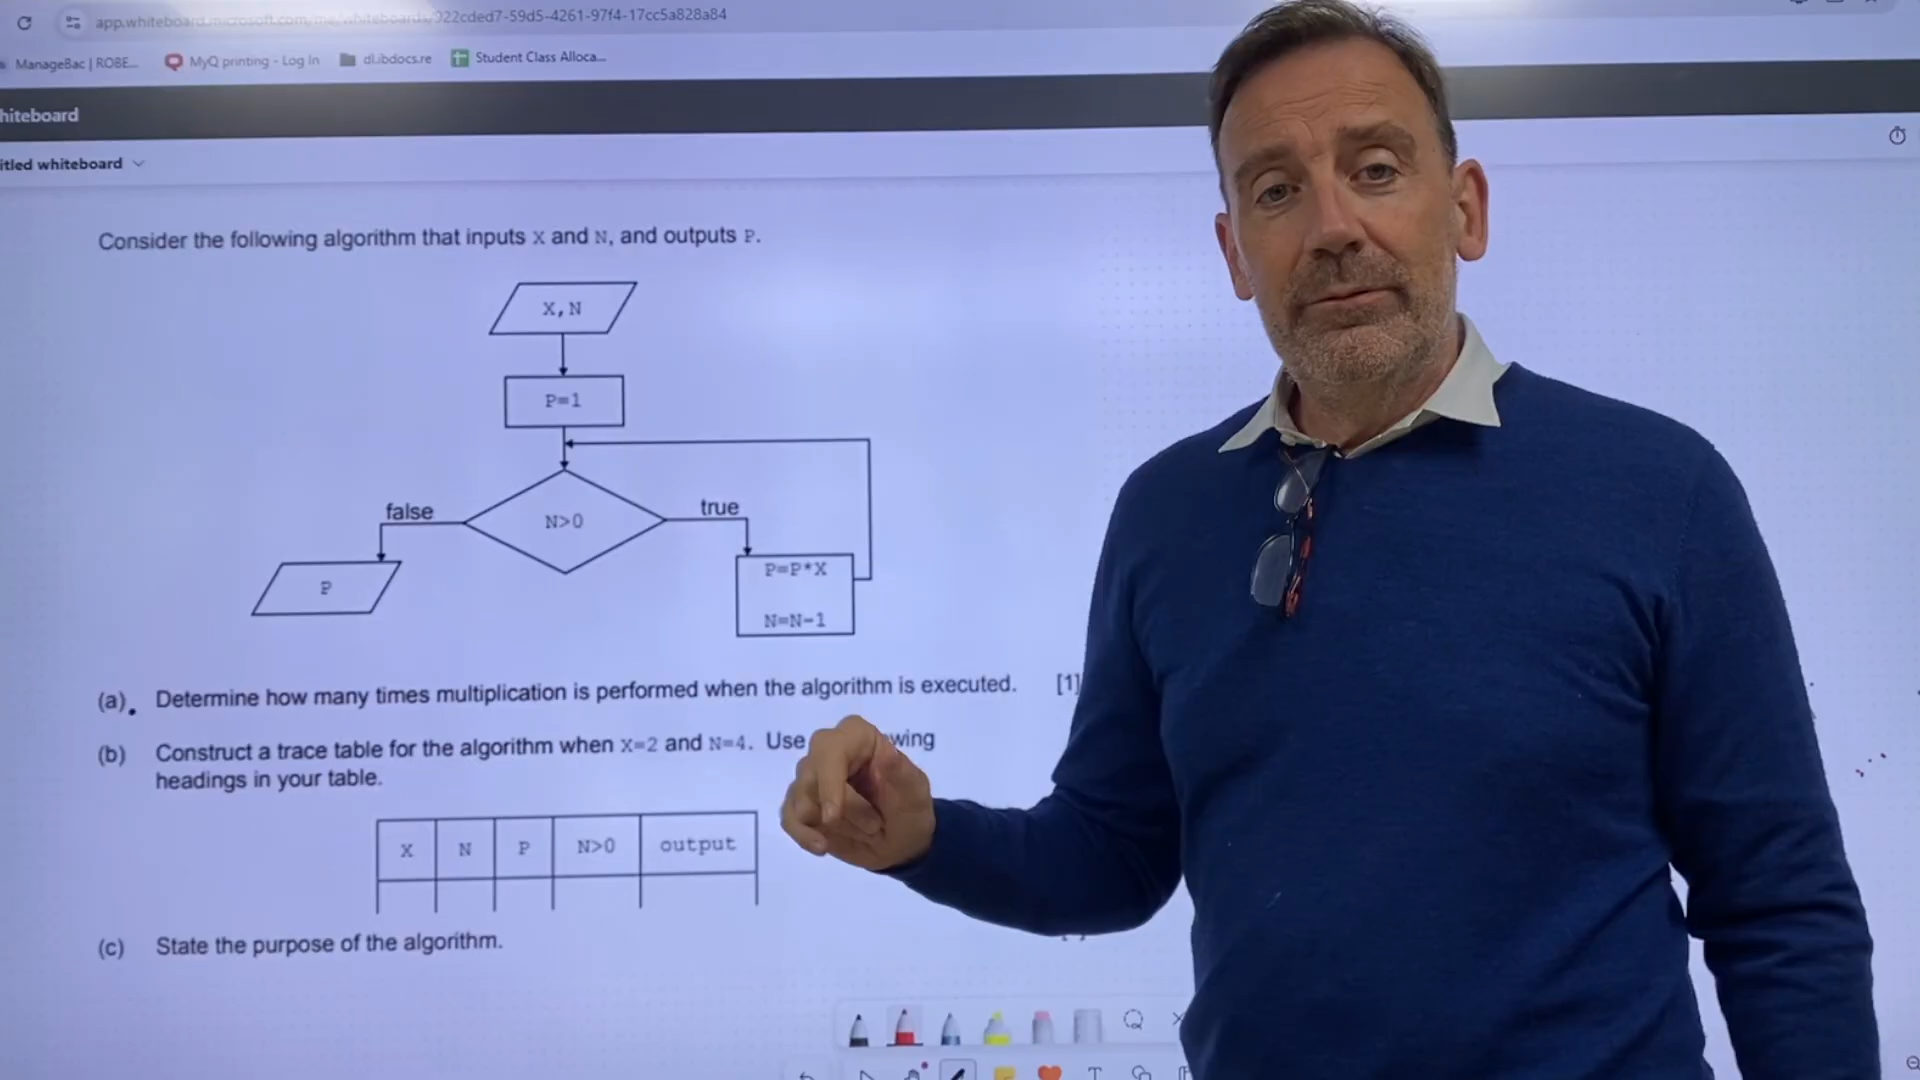 app.whiteboard.microsoft.com/me/whiteboards/922cded7-59d5-4261-97f4-17cc5a828a84
ManageBac | ROBE... MyQ printing - Log In dl.ibdocs.re Student Class Alloca...
hiteboard
itled whiteboard
Consider the following algorithm that inputs X and N, and outputs P.
X, N
P=1
false
N>0
true
P
P=P*X
N=N-1
(a). Determine how many times multiplication is performed when the algorithm is executed. [1]
(b) Construct a trace table for the algorithm when X=2 and N=4. Use wing
headings in your table.
X N P N>0 output
(c) State the purpose of the algorithm.
T